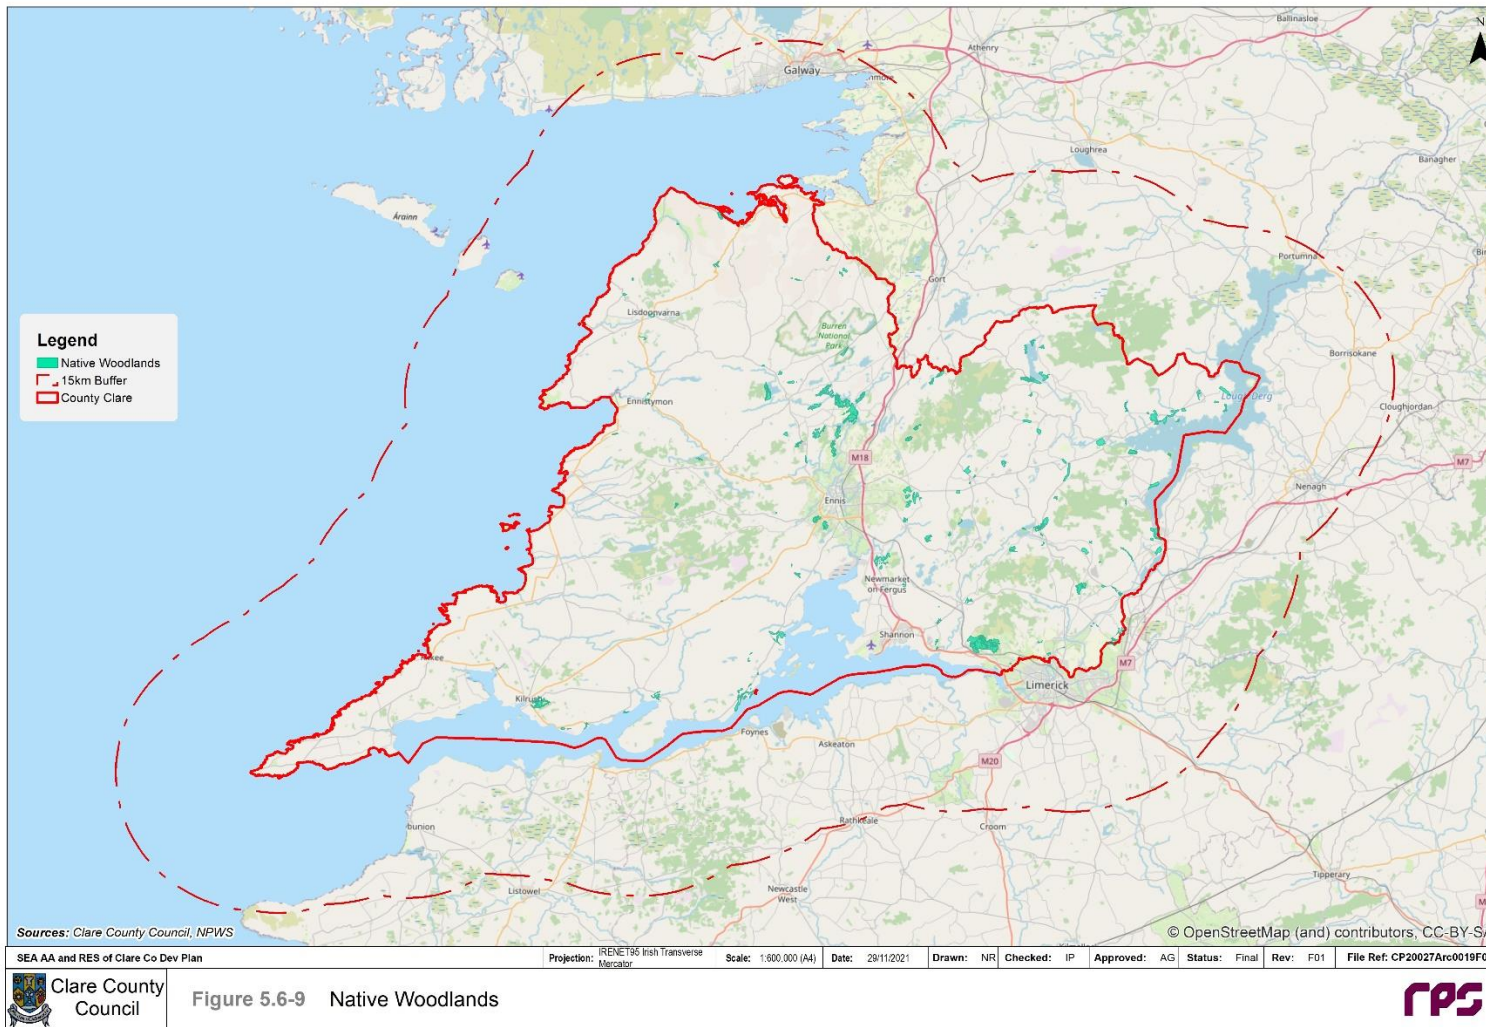 Ballinasloe
N
Athenry
Galway
nmore
Loughrea
Banagher
Árainn
Portumna
Gort
Lisdoonvarna
Burren
National
Park
Borrisokane
Legend
Native Woodlands
15km Buffer
County Clare
Ennistymon
Lough Derg
Cloughjordan
M18
M7
Ennis
Nenagh
Newmarket
on Fergus
Shannon
M7
Kilrush
Limerick
Foynes
Askeaton
M20
Rathkeale
Croom
bunion
Listowel
Newcastle
West
Tipperary
Sources: Clare County Council, NPWS
© OpenStreetMap (and) contributors, CC-BY-SA
SEA AA and RES of Clare Co Dev Plan
Projection: IRENET95 Irish Transverse
Mercator
Scale: 1:600,000 (A4)
Date: 29/11/2021
Drawn: NR
Checked: IP
Approved: AG
Status: Final
Rev: F01
File Ref: CP20027Arc0019F0
Clare County
Council
Figure 5.6-9 Native Woodlands
rps